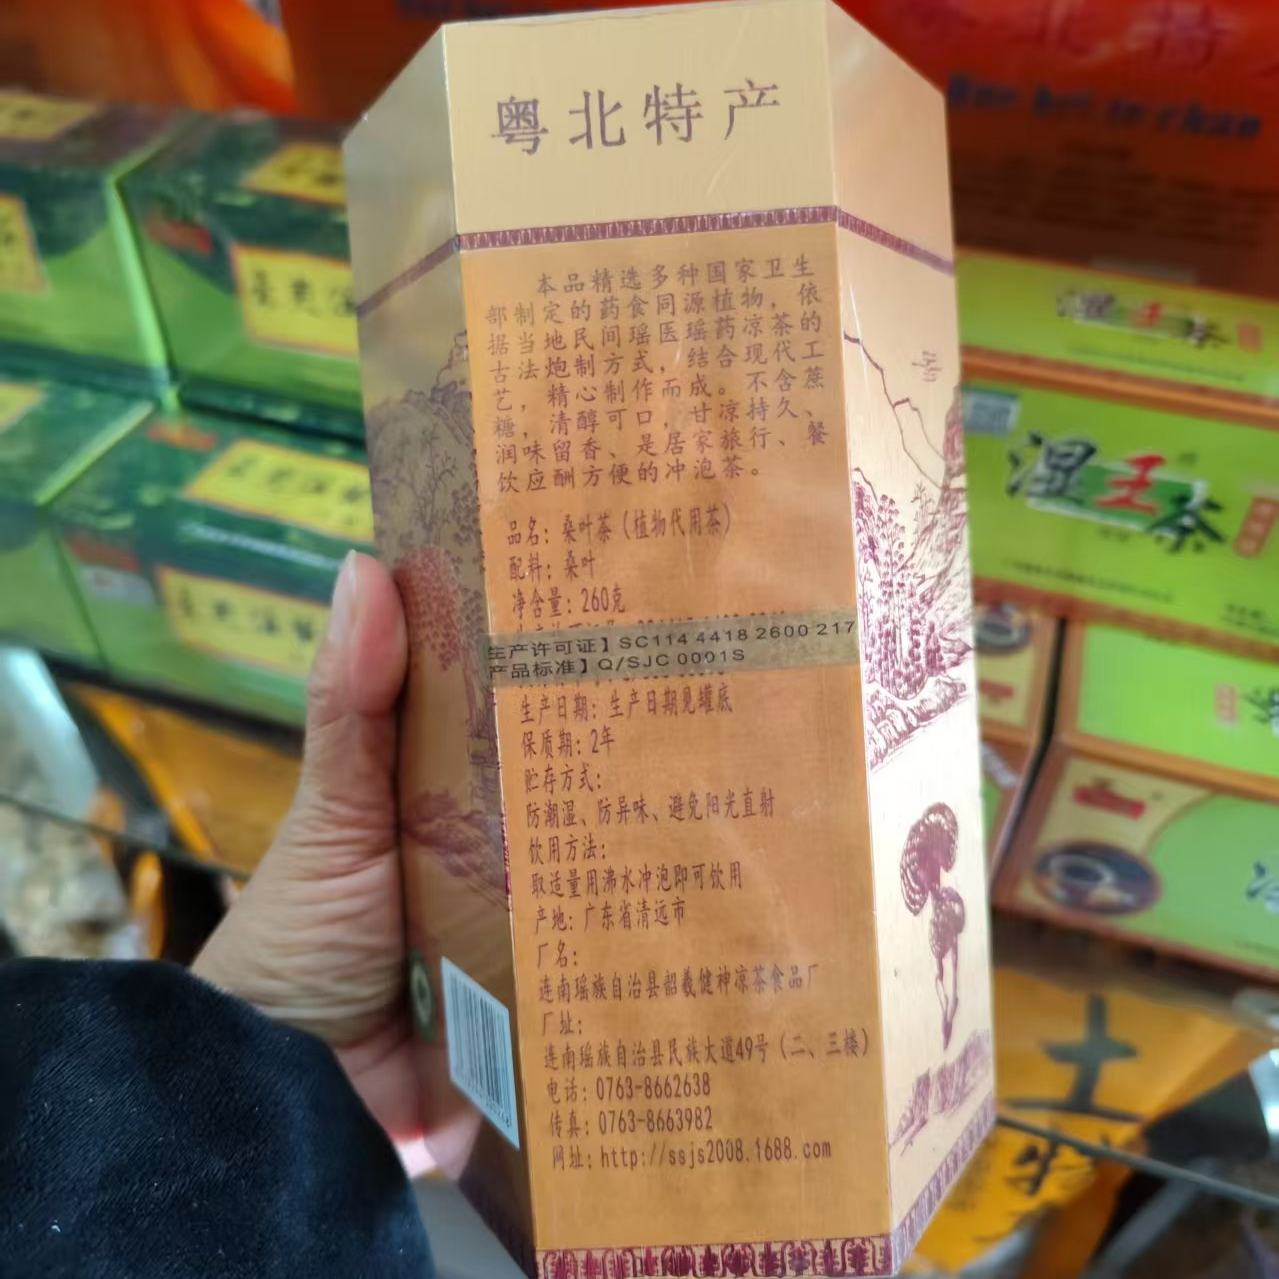 粤北特产
本品精选多种国家卫生
部制定的药食同源植物，依
据当地民间瑶医瑶药凉茶的
古法炮制方式，结合现代工
艺，精心制作而成。不含蔗
糖，清醇可口，甘凉持久、
润味留香、是居家旅行、餐
饮应酬方便的冲泡茶。
品名：桑叶茶（植物代用茶）
配料：桑叶
净含量：260克
生产许可证】SC114 4418 2600 217
产品标准】Q/SJC 0001S
生产日期：生产日期见罐底
保质期：2年
贮存方式：
防潮湿、防异味、避免阳光直射
饮用方法：
取适量用沸水冲泡即可饮用
产地：广东省清远市
厂名：
连南瑶族自治县韶羲健神凉茶食品厂
厂址：
连南瑶族自治县民族大道49号（二、三楼）
电话：0763-8662638
传真：0763-8663982
网址：http://ssjs2008.1688.com
湿王茶
湿王茶
土